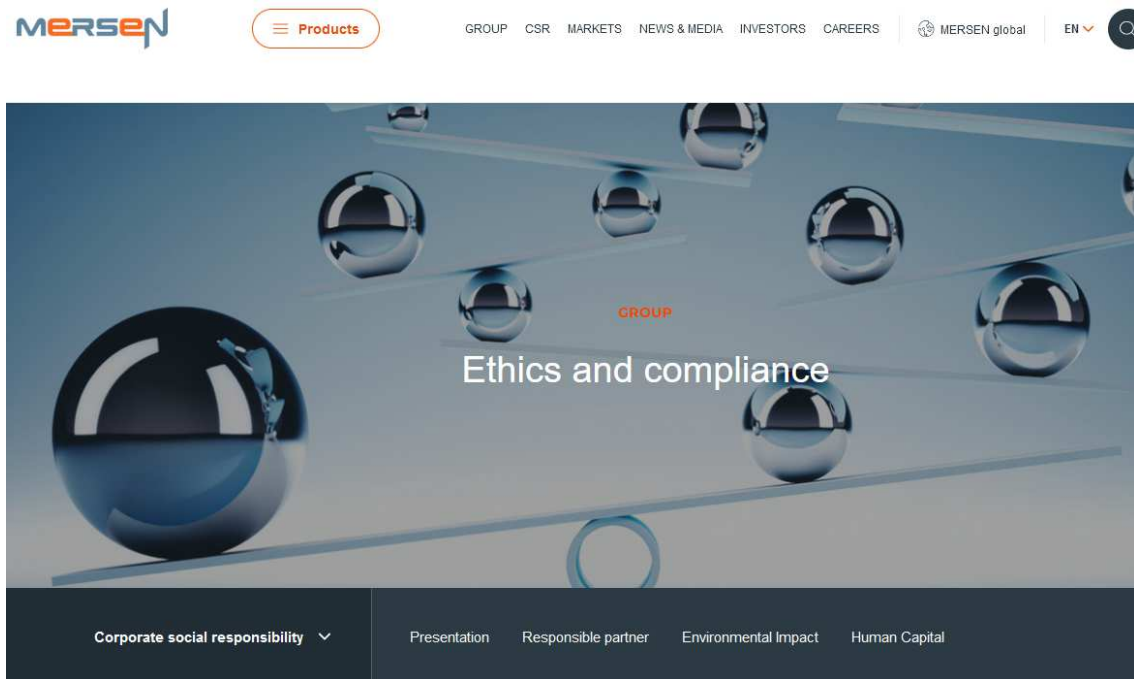 MERSEN
Products
GROUP CSR MARKETS NEWS & MEDIA INVESTORS CAREERS MERSEN global EN
GROUP
Ethics and compliance
Corporate social responsibility Presentation Responsible partner Environmental Impact Human Capital